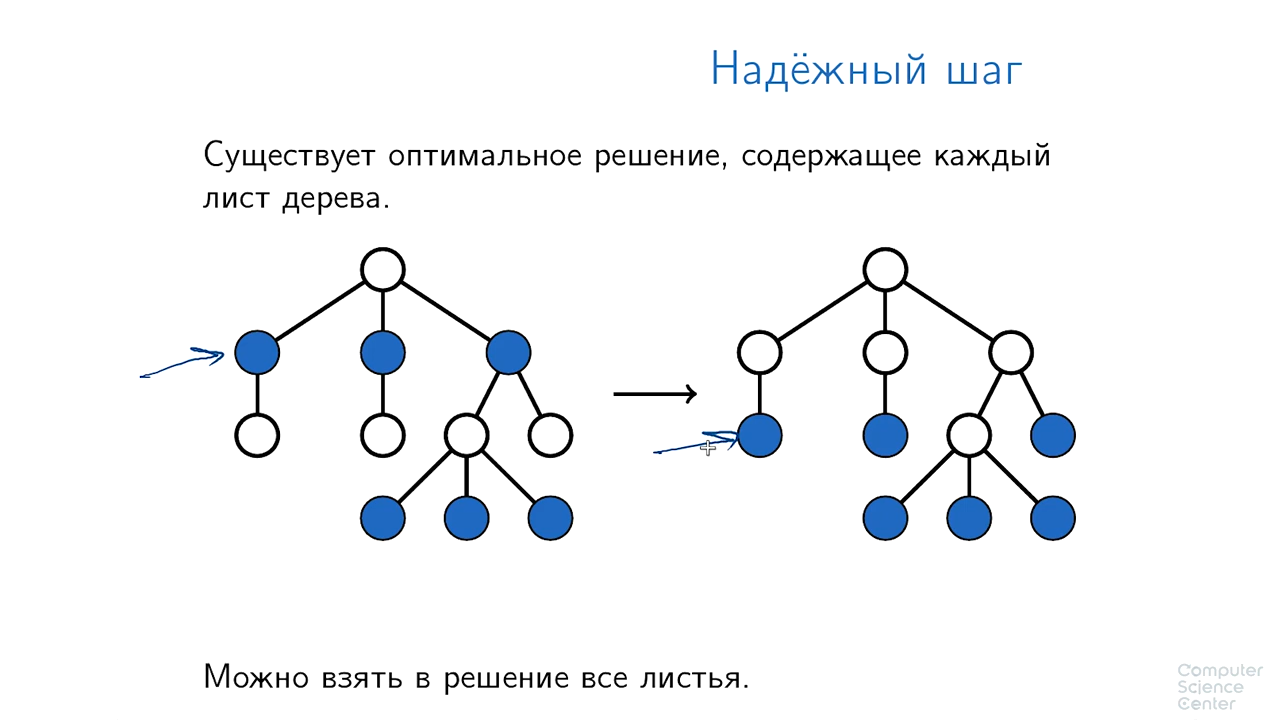 Надёжный шаг
Существует оптимальное решение, содержащее каждый
лист дерева.
Можно взять в решение все листья.
Computer
Science
Center